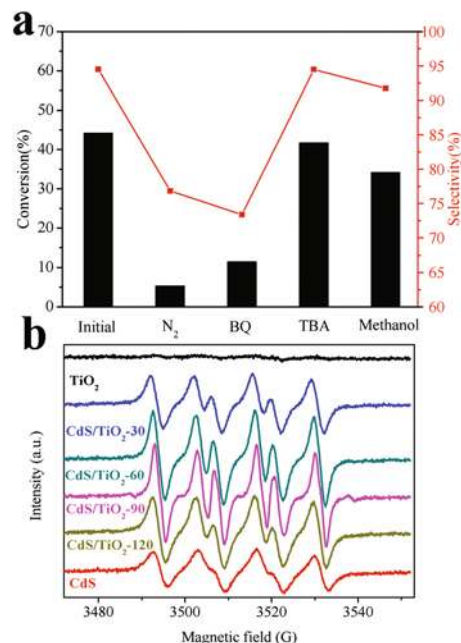 a
70
60
50
40
30
20
10
0
Conversion(%)
100
95
90
85
80
75
70
65
60
Selectivity(%)
Initial
N₂
BQ
TBA
Methanol
b
TiO₂
CdS/TiO₂-30
CdS/TiO₂-60
CdS/TiO₂-90
CdS/TiO₂-120
CdS
Intensity (a.u.)
3480
3500
3520
3540
Magnetic field (G)